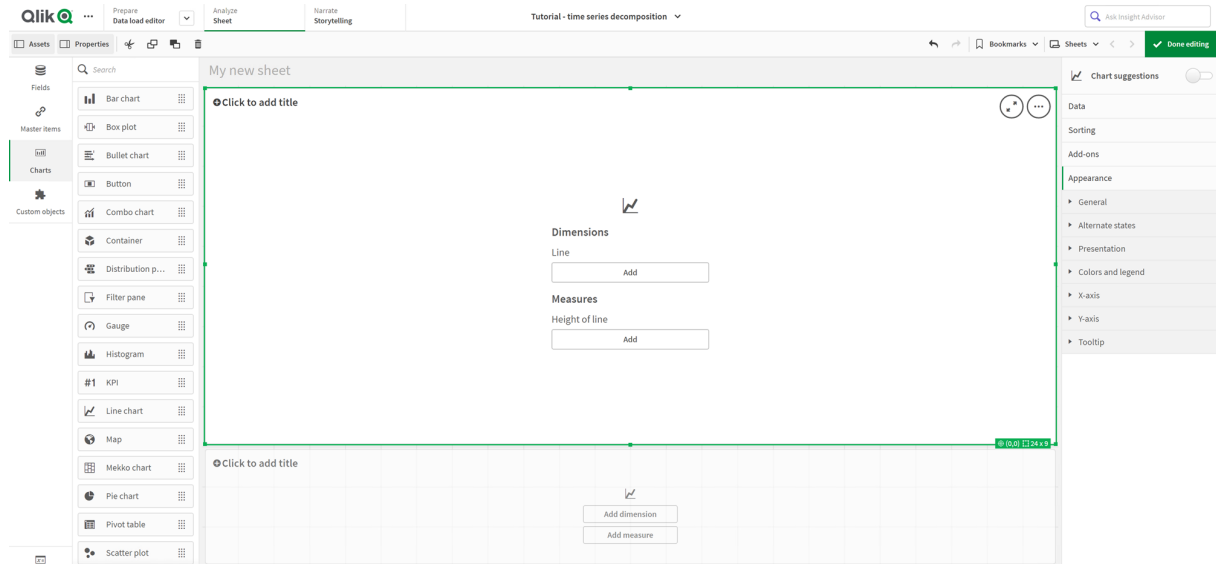 Qlik
Prepare
Data load editor
Analyze
Sheet
Narrate
Storytelling
Tutorial - time series decomposition
Ask Insight Advisor
Assets
Properties
Bookmarks
Sheets
Done editing
Fields
Master items
Charts
Custom objects
Search
Bar chart
Box plot
Bullet chart
Button
Combo chart
Container
Distribution p...
Filter pane
Gauge
Histogram
#1 KPI
Line chart
Map
Mekko chart
Pie chart
Pivot table
Scatter plot
My new sheet
Click to add title
Dimensions
Line
Add
Measures
Height of line
Add
(0,0) 24 x 9
Click to add title
Add dimension
Add measure
Chart suggestions
Data
Sorting
Add-ons
Appearance
General
Alternate states
Presentation
Colors and legend
X-axis
Y-axis
Tooltip